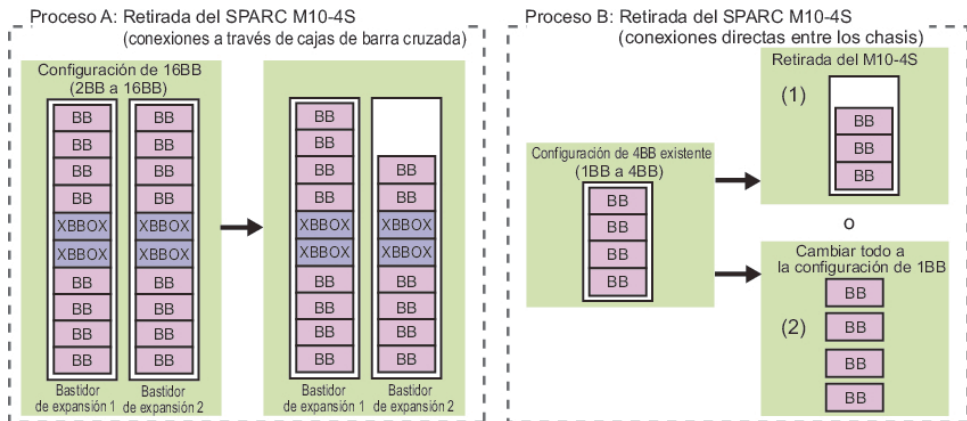 Proceso A: Retirada del SPARC M10-4S
(conexiones a través de cajas de barra cruzada)
Configuración de 16BB
(2BB a 16BB)
BB
BB
BB
BB
XBBOX
XBBOX
BB
BB
BB
BB
Bastidor
de expansión 1
BB
BB
BB
BB
XBBOX
XBBOX
BB
BB
BB
BB
Bastidor
de expansión 2
BB
BB
BB
BB
XBBOX
XBBOX
BB
BB
BB
BB
Bastidor
de expansión 1
BB
BB
XBBOX
XBBOX
BB
BB
BB
BB
Bastidor
de expansión 2
Proceso B: Retirada del SPARC M10-4S
(conexiones directas entre los chasis)
Configuración de 4BB existente
(1BB a 4BB)
BB
BB
BB
BB
Retirada del M10-4S
(1)
BB
BB
BB
o
Cambiar todo a
la configuración de 1BB
(2)
BB
BB
BB
BB